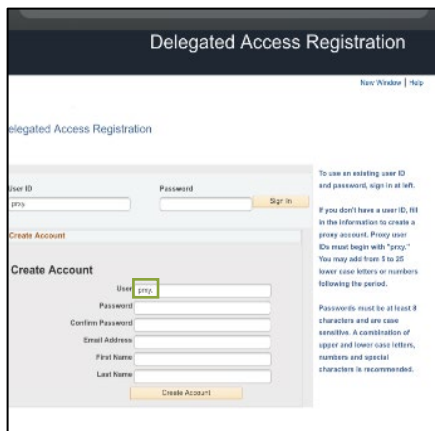 Delegated Access Registration
New Window | Help
elegated Access Registration
User ID
Password
prxy.
Sign In
Create Account
Create Account
User prxy.
Password
Confirm Password
Email Address
First Name
Last Name
Create Account
To use an existing user ID
and password, sign in at left.
If you don't have a user ID, fill
in the information to create a
proxy account. Proxy user
IDs must begin with "prxy."
You may add from 5 to 25
lower case letters or numbers
following the period.
Passwords must be at least 8
characters and are case
sensitive. A combination of
upper and lower case letters,
numbers and special
characters is recommended.